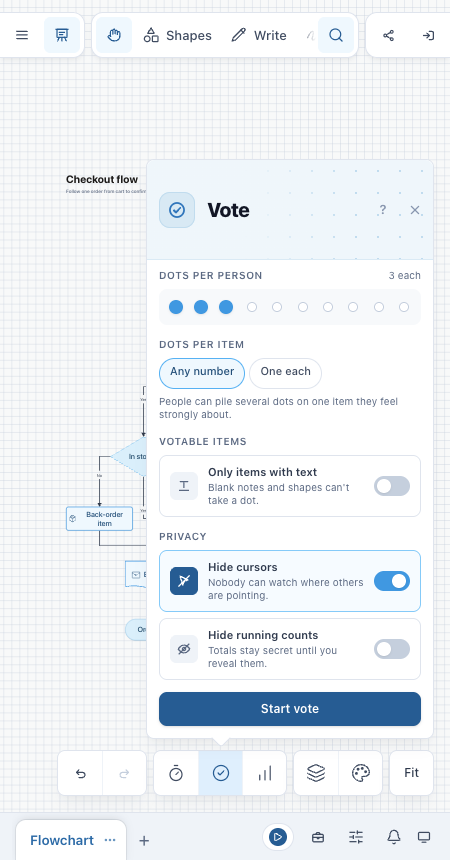 Shapes
Write
Checkout flow
Vote
?
DOTS PER PERSON
3 each
DOTS PER ITEM
Any number
One each
People can pile several dots on one item they feel
strongly about.
VOTABLE ITEMS
Only items with text
Blank notes and shapes can't
take a dot.
PRIVACY
Hide cursors
Nobody can watch where others
are pointing.
Hide running counts
Totals stay secret until you
reveal them.
Start vote
No
Back-order
item
Fit
Flowchart